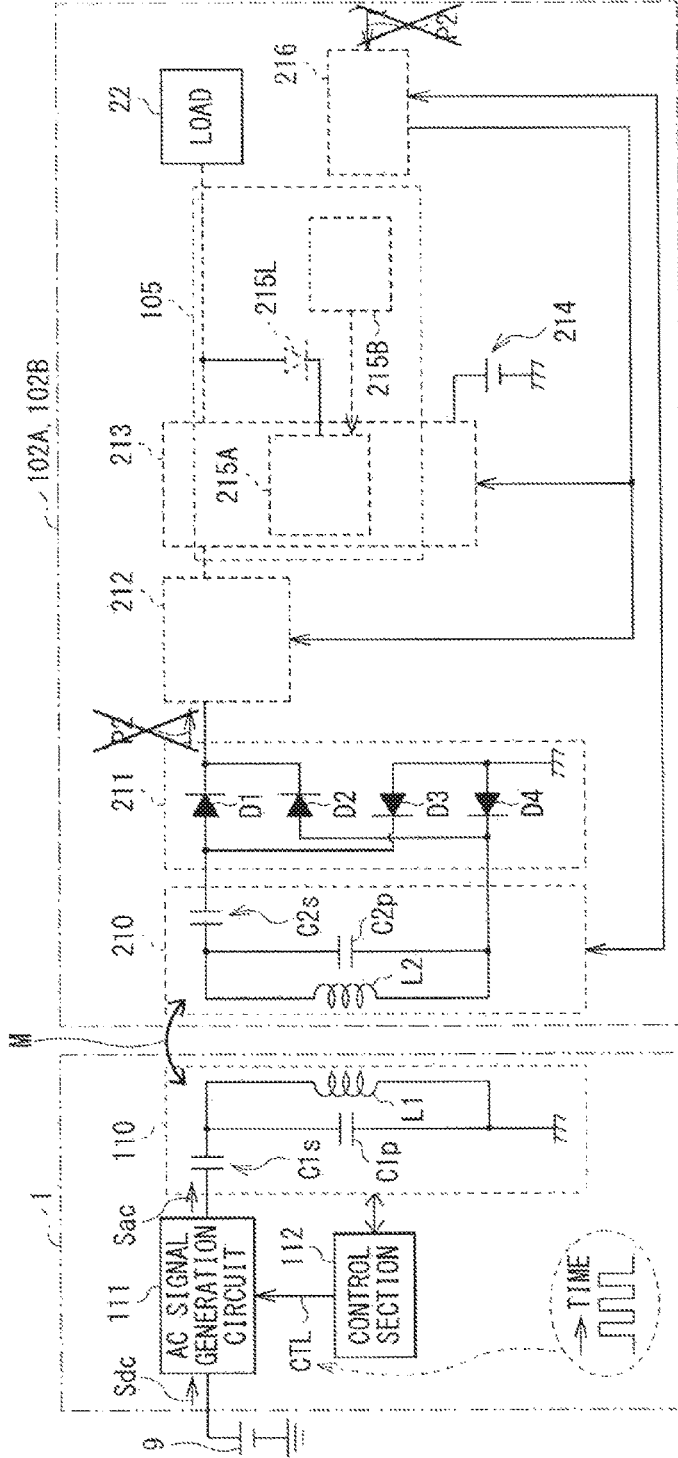 102A, 102B
1
M
Sdc
9
111
AC SIGNAL
GENERATION
CIRCUIT
Sac
110
C1s
C1p
L1
CTL
112
CONTROL
SECTION
TIME
210
C2s
C2p
L2
211
D1
D2
D3
D4
P2
212
213
215A
215L
215B
105
214
22
LOAD
216
P2